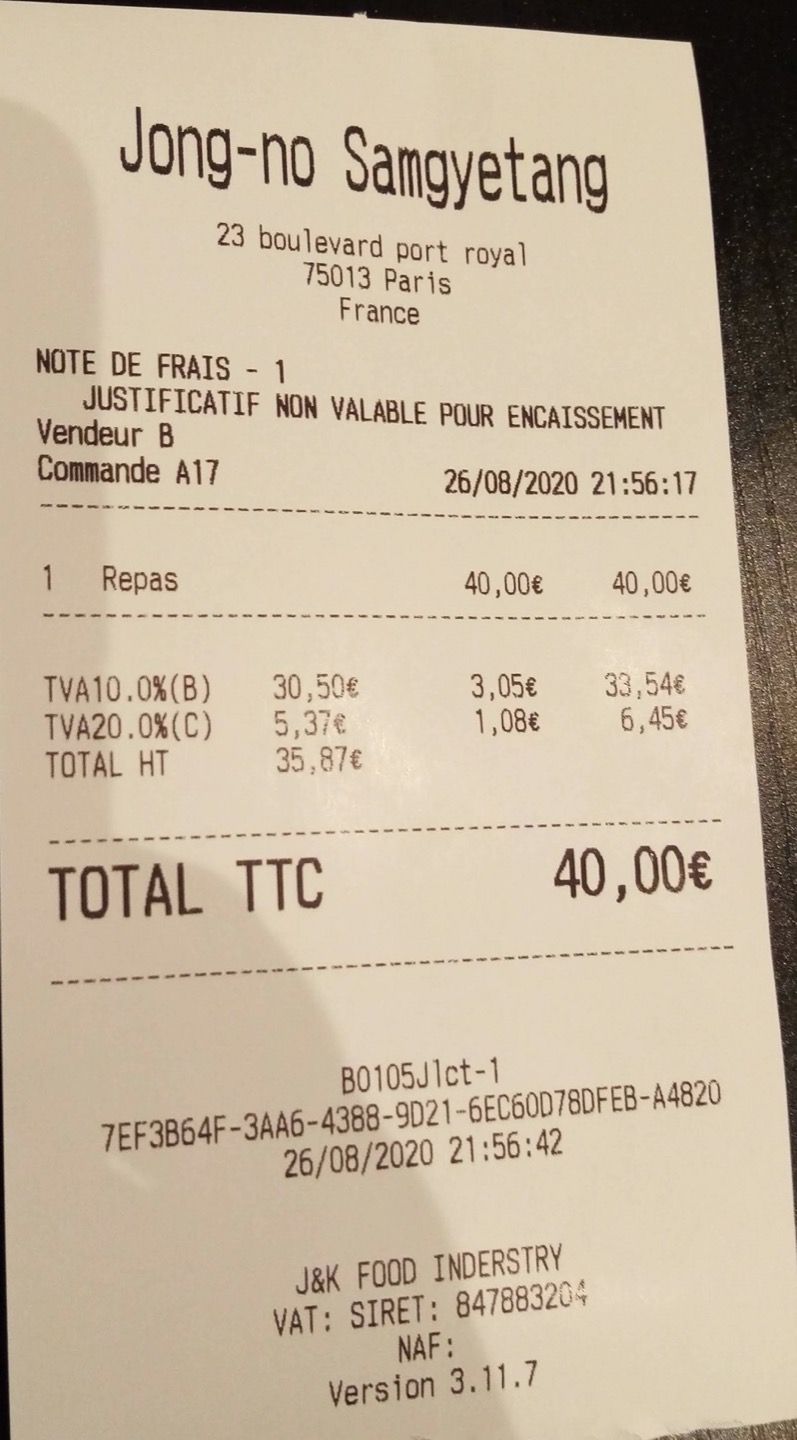 Jong-no Samgyetang
23 boulevard port royal
75013 Paris
France
NOTE DE FRAIS - 1
JUSTIFICATIF NON VALABLE POUR ENCAISSEMENT
Vendeur B
Commande A17 26/08/2020 21:56:17
1 Repas 40,00€ 40,00€
TVA10.0%(B) 30,50€ 3,05€ 33,54€
TVA20.0%(C) 5,37€ 1,08€ 6,45€
TOTAL HT 35,87€
TOTAL TTC 40,00€
B0105J1ct-1
7EF3B64F-3AA6-4388-9D21-6EC60D78DFEB-A4820
26/08/2020 21:56:42
J&K FOOD INDERSTRY
VAT: SIRET: 847883204
NAF:
Version 3.11.7